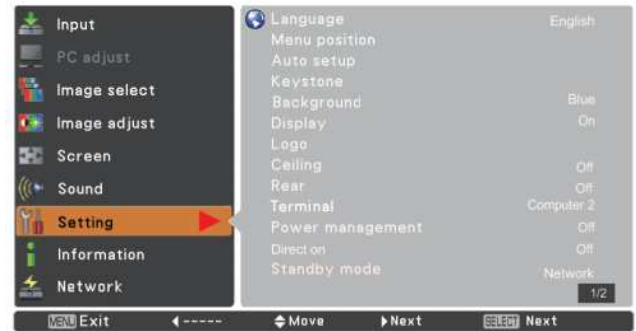 Input
PC adjust
Image select
Image adjust
Screen
Sound
Setting
Information
Network
Language English
Menu position
Auto setup
Keystone
Background Blue
Display On
Logo
Ceiling Off
Rear Off
Terminal Computer 2
Power management Off
Direct on Off
Standby mode Network
1/2
MENU Exit ◀----- Move ▶Next SELECT Next